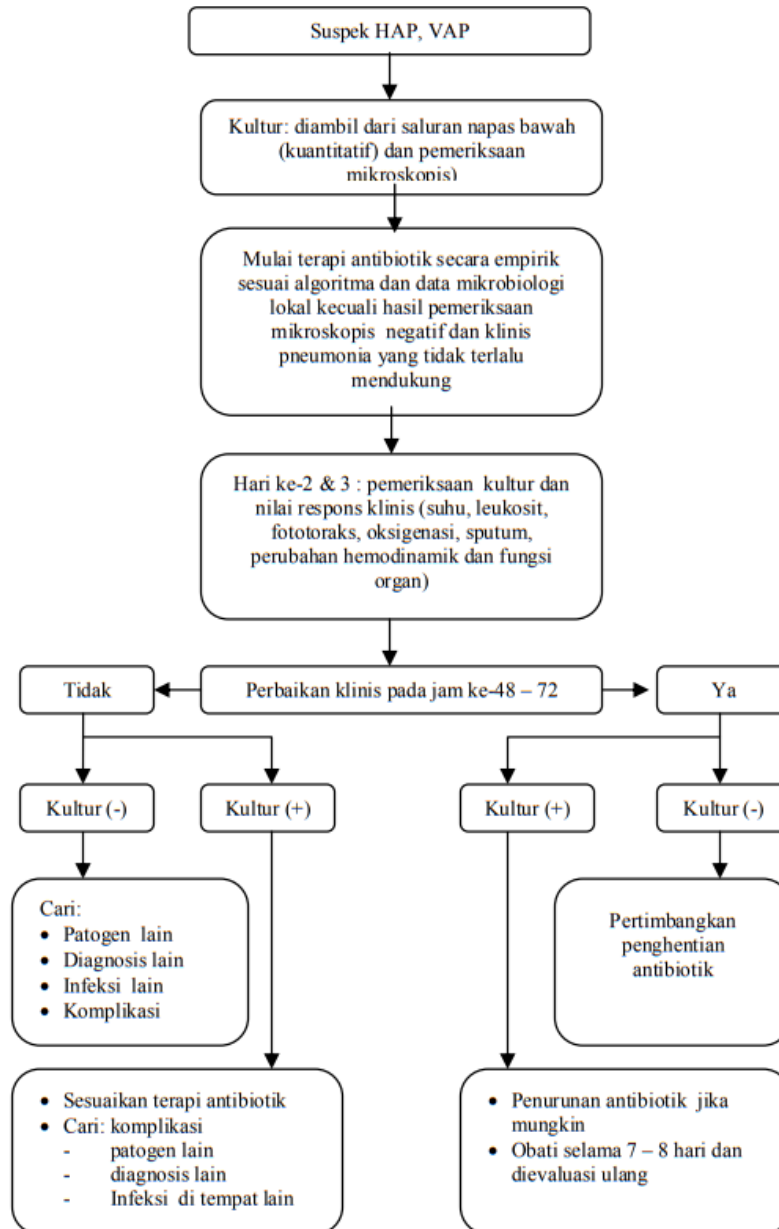 Suspek HAP, VAP
Kultur: diambil dari saluran napas bawah
(kuantitatif) dan pemeriksaan
mikroskopis)
Mulai terapi antibiotik secara empirik
sesuai algoritma dan data mikrobiologi
lokal kecuali hasil pemeriksaan
mikroskopis negatif dan klinis
pneumonia yang tidak terlalu
mendukung
Hari ke-2 & 3 : pemeriksaan kultur dan
nilai respons klinis (suhu, leukosit,
fototoraks, oksigenasi, sputum,
perubahan hemodinamik dan fungsi
organ)
Tidak
Perbaikan klinis pada jam ke-48 – 72
Ya
Kultur (-)
Kultur (+)
Kultur (+)
Kultur (-)
Cari:
• Patogen lain
• Diagnosis lain
• Infeksi lain
• Komplikasi
Pertimbangkan
penghentian
antibiotik
• Sesuaikan terapi antibiotik
• Cari: komplikasi
- patogen lain
- diagnosis lain
- Infeksi di tempat lain
• Penurunan antibiotik jika
mungkin
• Obati selama 7 – 8 hari dan
dievaluasi ulang